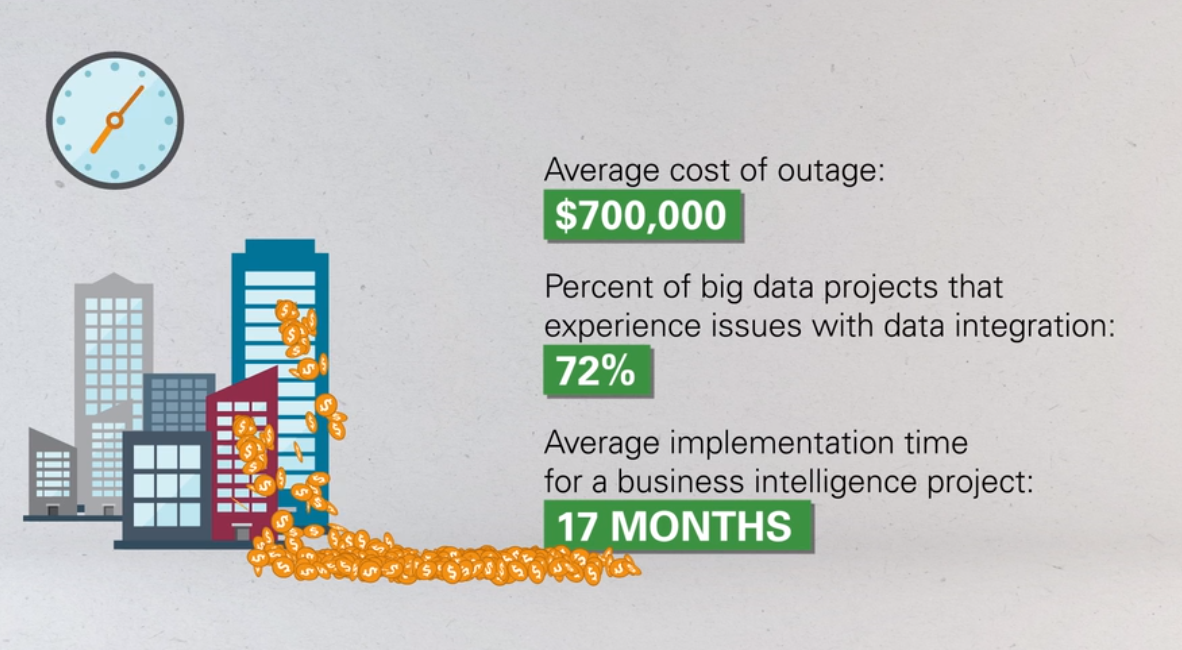 Average cost of outage:
$700,000
Percent of big data projects that
experience issues with data integration:
72%
Average implementation time
for a business intelligence project:
17 MONTHS